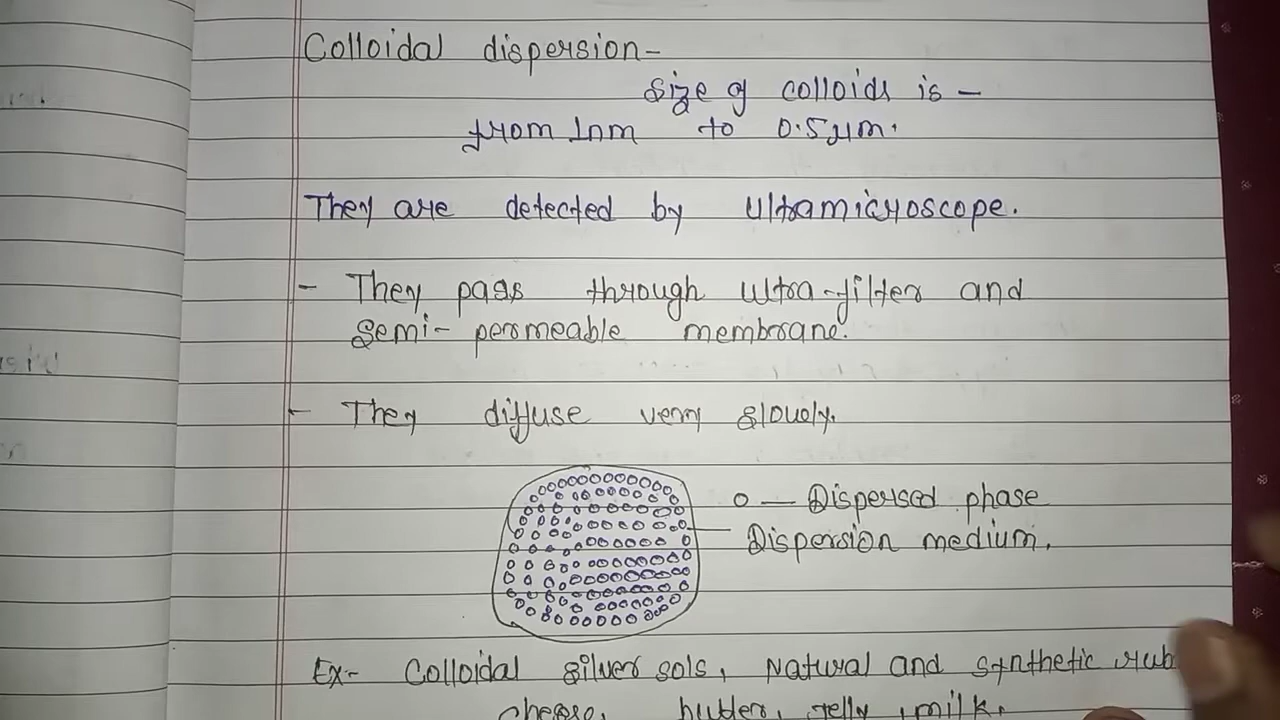 Colloidal dispersion-
Size of colloids is -
from 1nm to 0.5μm.
They are detected by Ultramicroscope.
- They pass through ultra-filter and
Semi-permeable membrane.
- They diffuse very slowely.
o — Dispersed phase
Dispersion medium.
Ex- Colloidal silver sols, Natural and synthetic rub
cheese, butter, Jelly, milk.